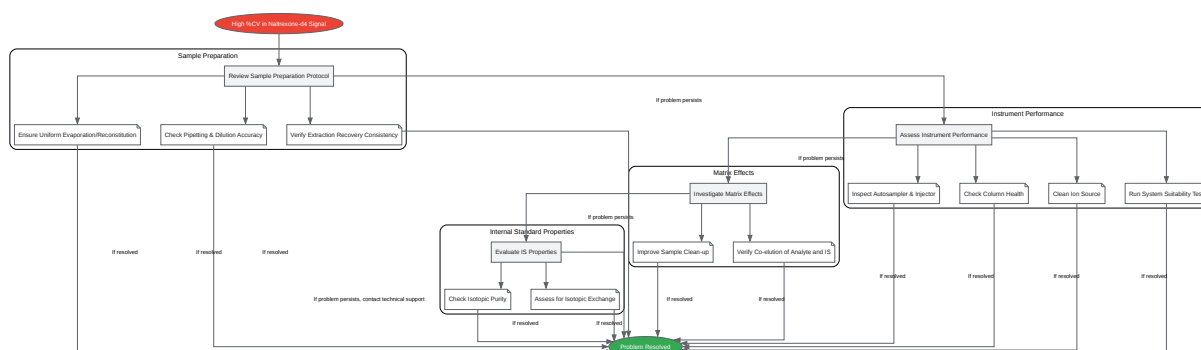 High %CV in Naltrexone-d4 Signal
Sample Preparation
Review Sample Preparation Protocol
If problem persists
Ensure Uniform Evaporation/Reconstitution
Check Pipetting & Dilution Accuracy
Verify Extraction Recovery Consistency
Instrument Performance
Assess Instrument Performance
If problem persists
Inspect Autosampler & Injector
Check Column Health
Clean Ion Source
Run System Suitability Tes
Matrix Effects
Investigate Matrix Effects
If problem persists
Improve Sample Clean-up
Verify Co-elution of Analyte and IS
Internal Standard Properties
Evaluate IS Properties
If resolved
If resolved
If resolved
If resolved
If resolved
If resolved
If resolved
Check Isotopic Purity
Assess for Isotopic Exchange
If problem persists, contact technical support
If resolved
If resolved
If resolved
If resolved
Problem Resolved